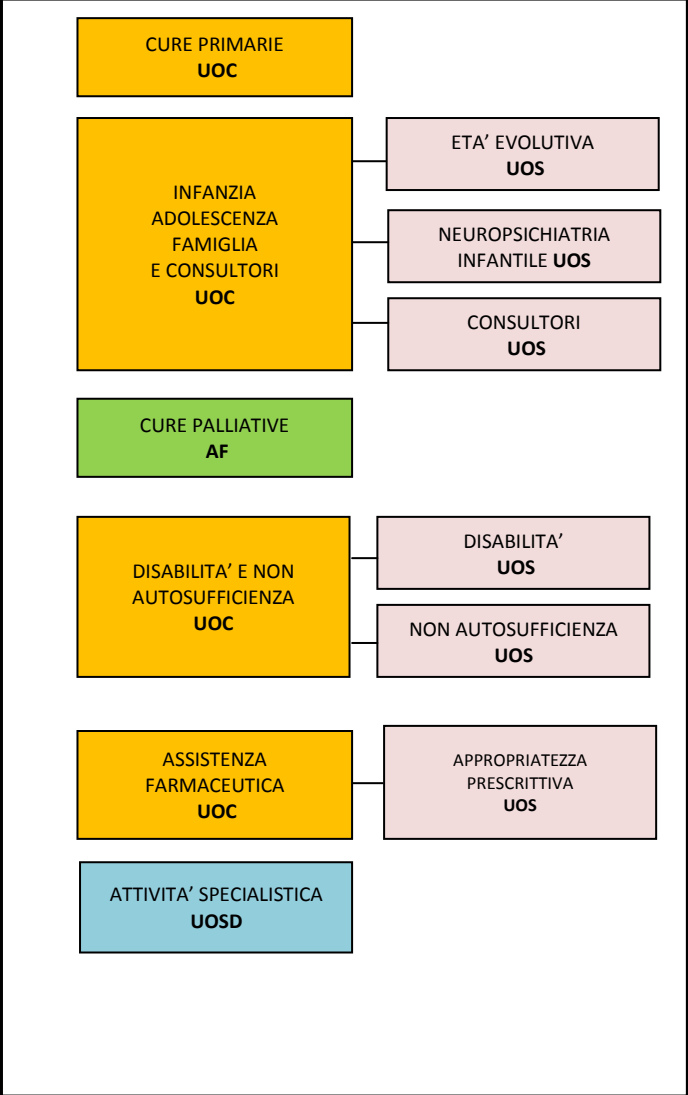 CURE PRIMARIE
UOC
INFANZIA
ADOLESCENZA
FAMIGLIA
E CONSULTORI
UOC
ETA’ EVOLUTIVA
UOS
NEUROPSICHIATRIA
INFANTILE UOS
CONSULTORI
UOS
CURE PALLIATIVE
AF
DISABILITA’ E NON
AUTOSUFFICIENZA
UOC
DISABILITA’
UOS
NON AUTOSUFFICIENZA
UOS
ASSISTENZA
FARMACEUTICA
UOC
APPROPRIATEZZA
PRESCRITTIVA
UOS
ATTIVITA’ SPECIALISTICA
UOSD